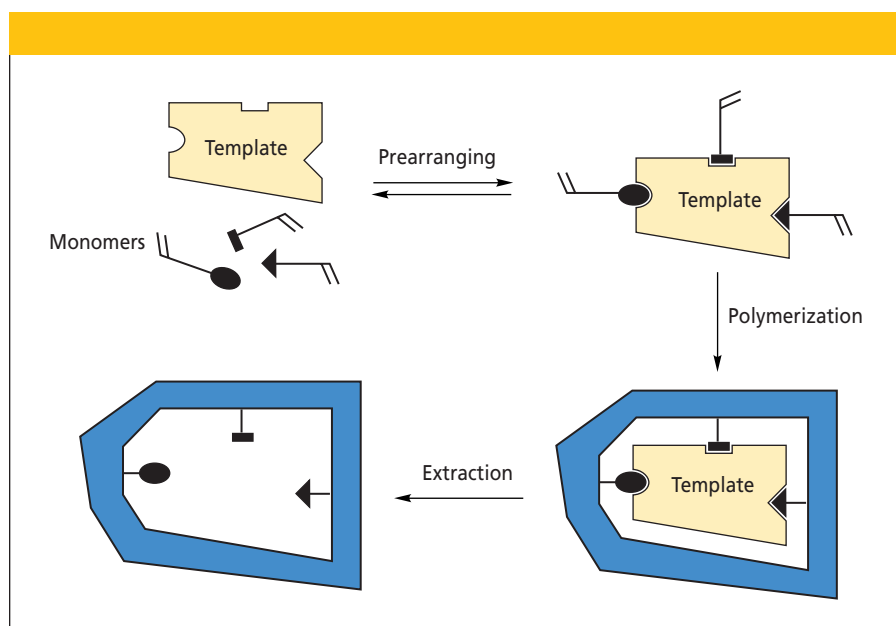 Template
Prearranging
Template
Monomers
Polymerization
Extraction
Template